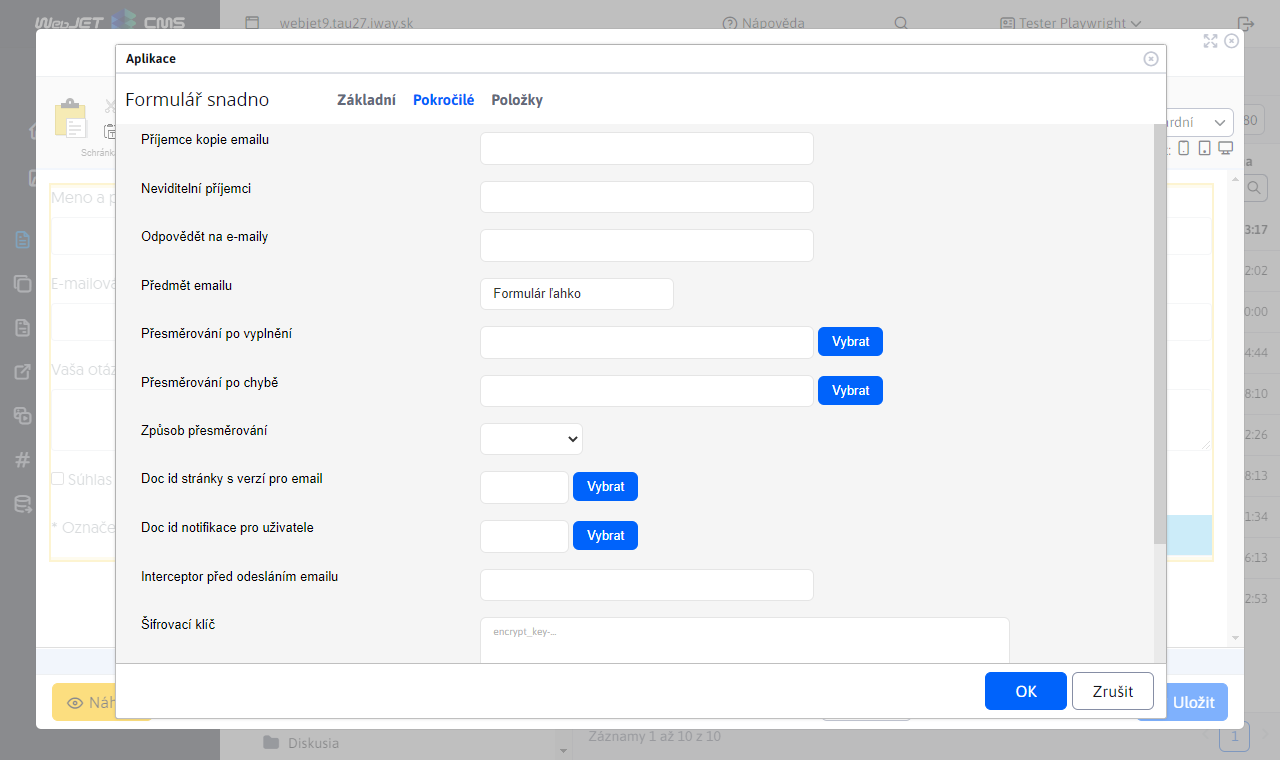 WebJET CMS
webjet9.tau27.iway.sk
Nápověda
Tester Playwright
Aplikace
Formulář snadno
Základní
Pokročilé
Položky
Příjemce kopie emailu
Neviditelní příjemci
Odpovědět na e-maily
Předmět emailu
Formulár ľahko
Přesměrování po vyplnění
Vybrat
Přesměrování po chybě
Vybrat
Způsob přesměrování
Doc id stránky s verzí pro email
Vybrat
Doc id notifikace pro uživatele
Vybrat
Interceptor před odesláním emailu
Šifrovací klíč
encrypt_key-...
OK
Zrušit
Meno a p
E-mailova
Vaša otáz
Súhlas
* Označe
80
3:17
2:02
0:00
4:44
8:10
2:26
8:13
1:34
6:13
2:53
Uložit
Diskusia
Záznamy 1 až 10 z 10
1